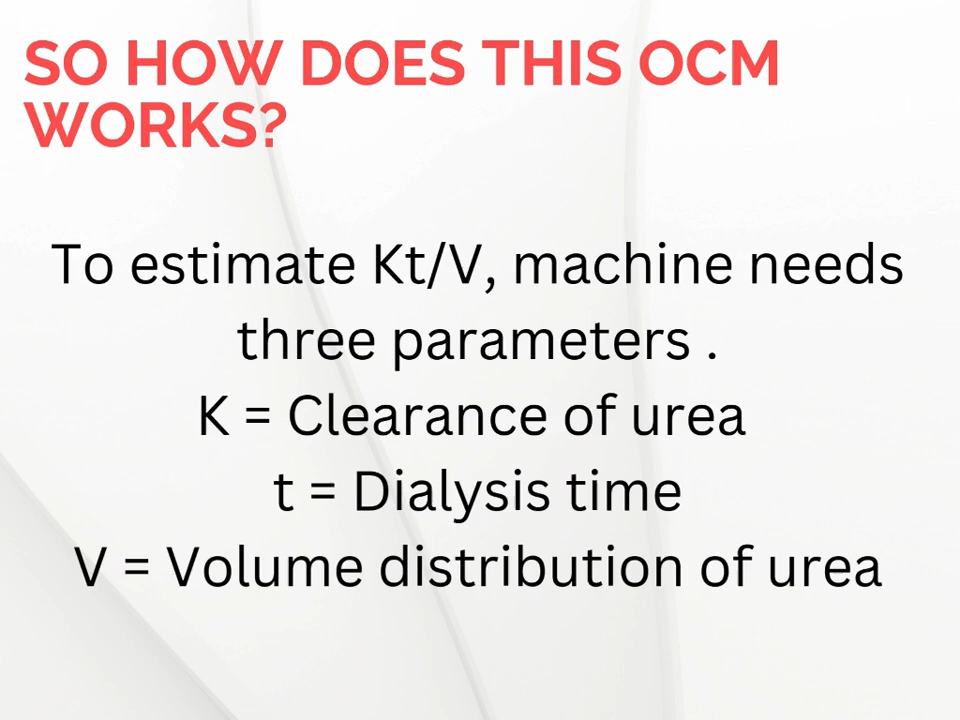 SO HOW DOES THIS OCM
WORKS?
To estimate Kt/V, machine needs
three parameters .
K = Clearance of urea
t = Dialysis time
V = Volume distribution of urea